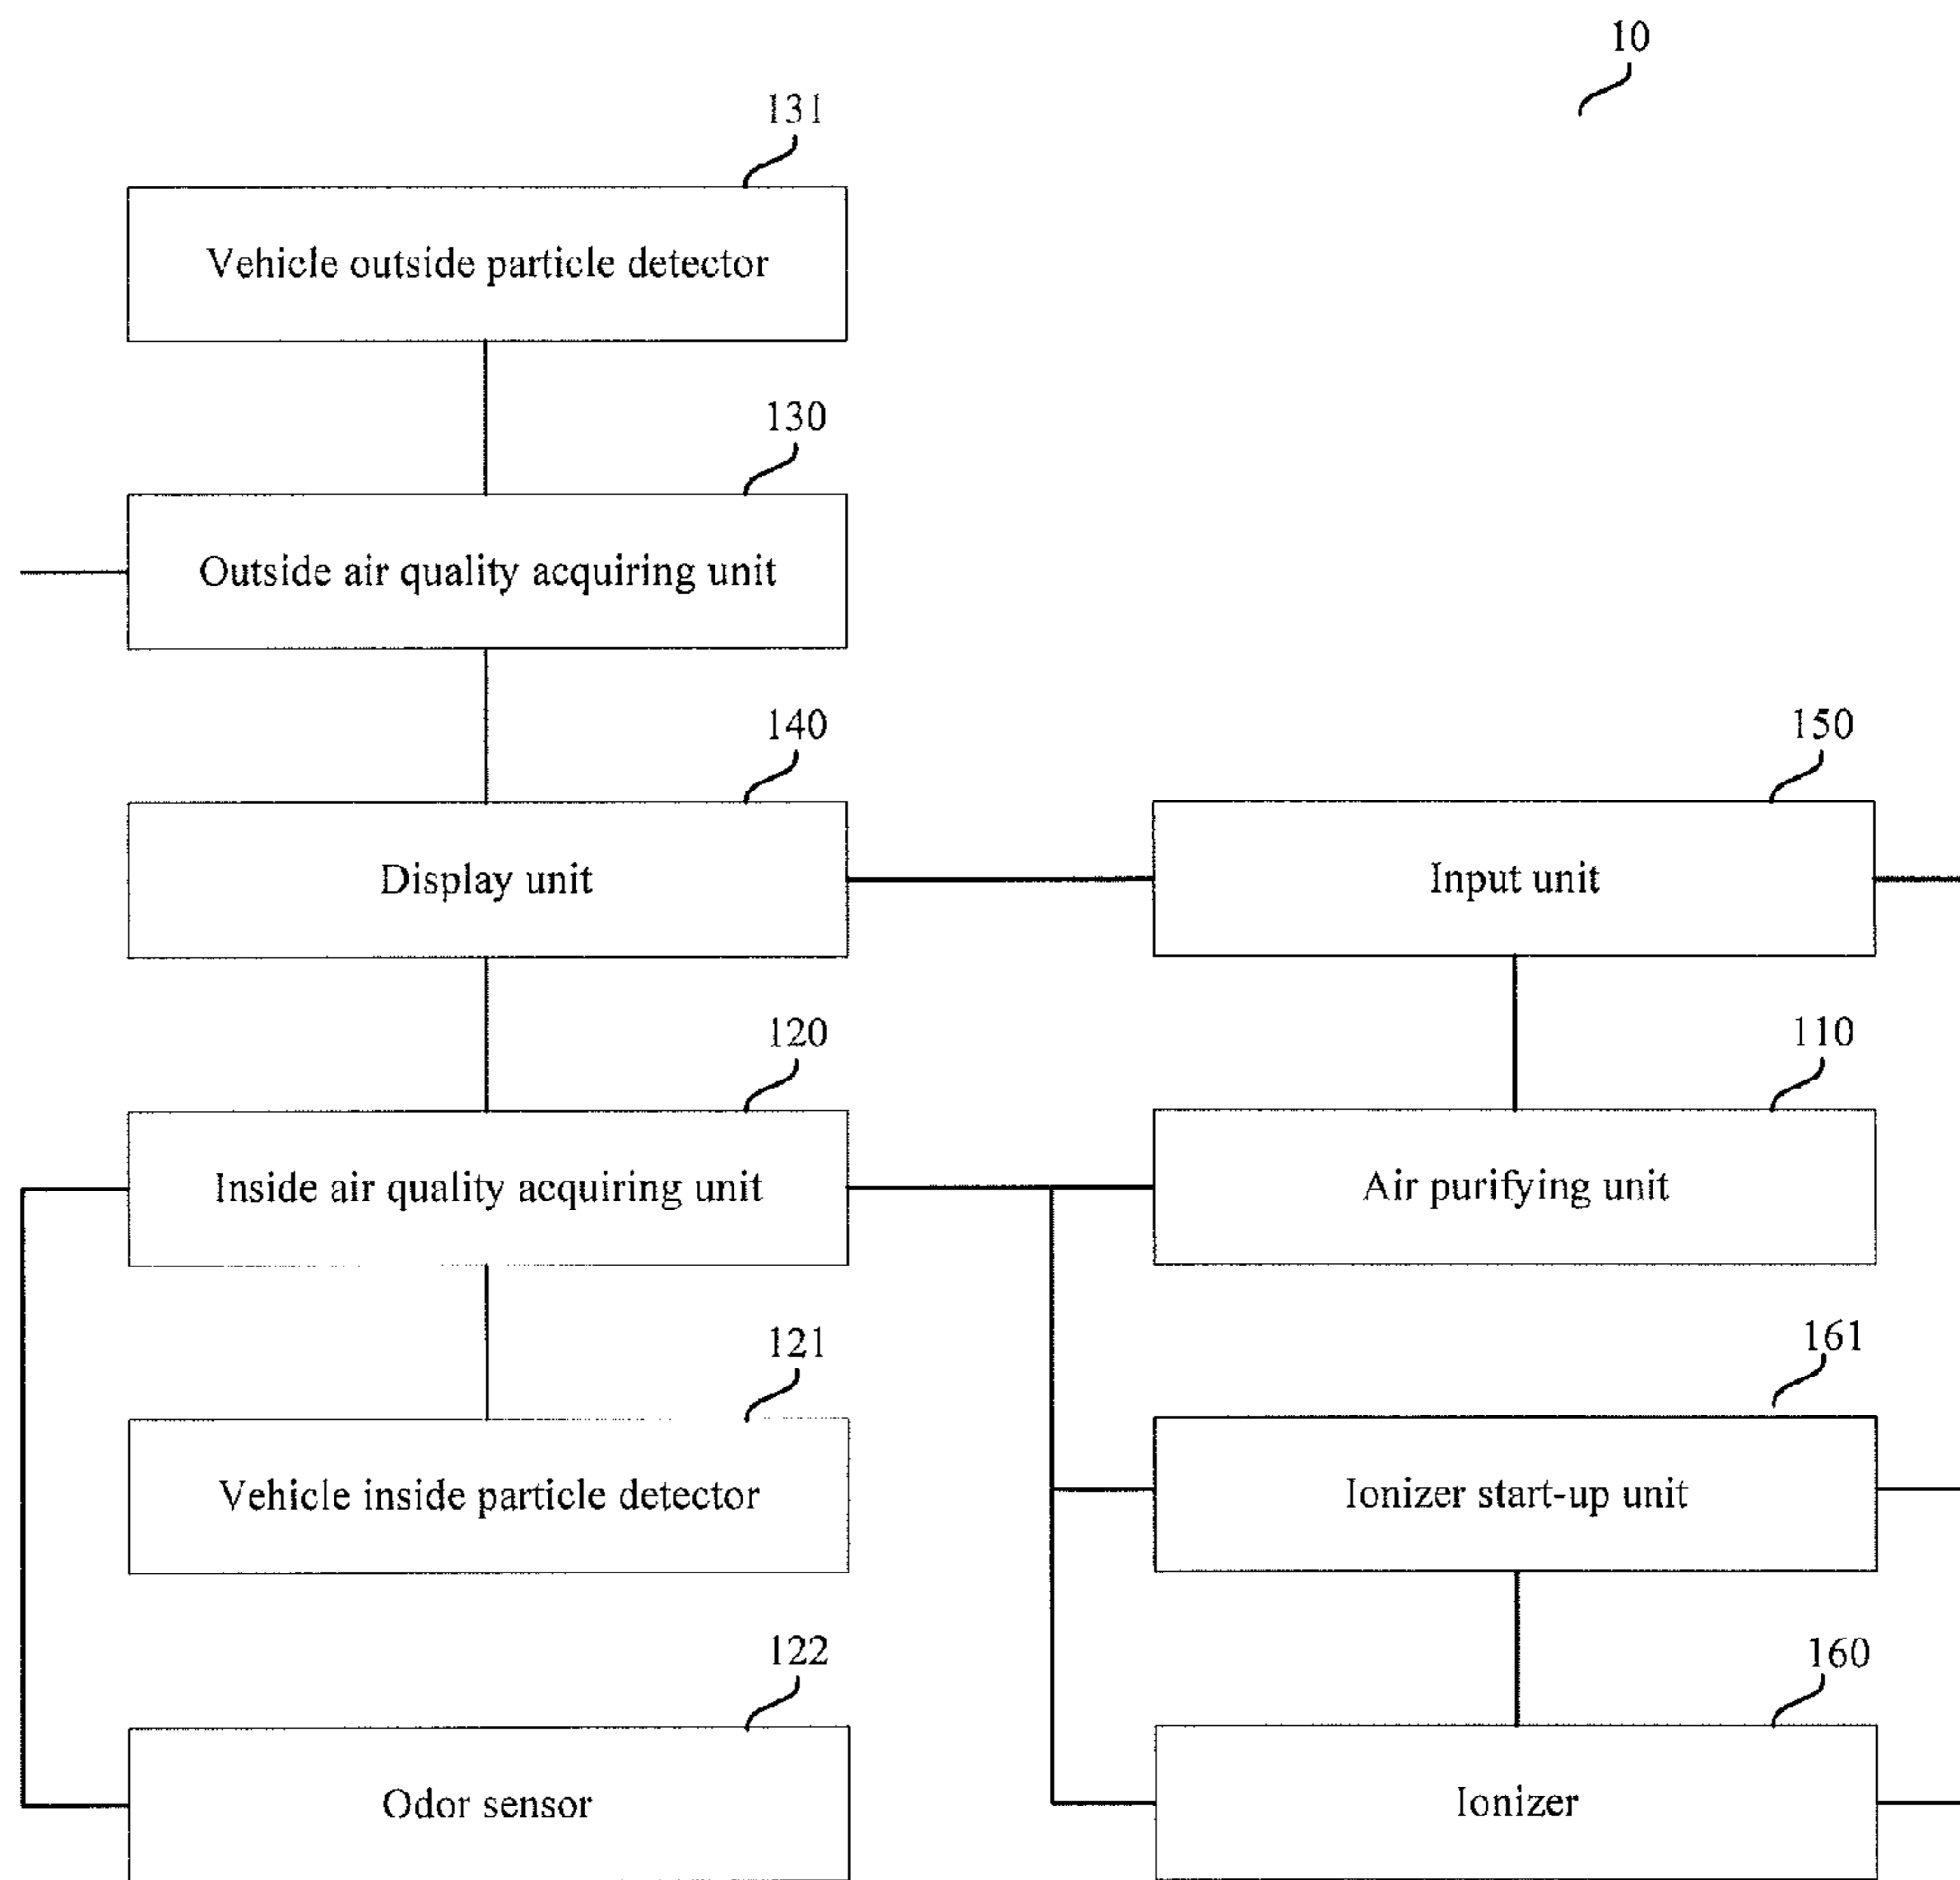 10
131
Vehicle outside particle detector
130
Outside air quality acquiring unit
140
Display unit
150
Input unit
120
Inside air quality acquiring unit
110
Air purifying unit
121
Vehicle inside particle detector
161
Ionizer start-up unit
122
Odor sensor
160
Ionizer